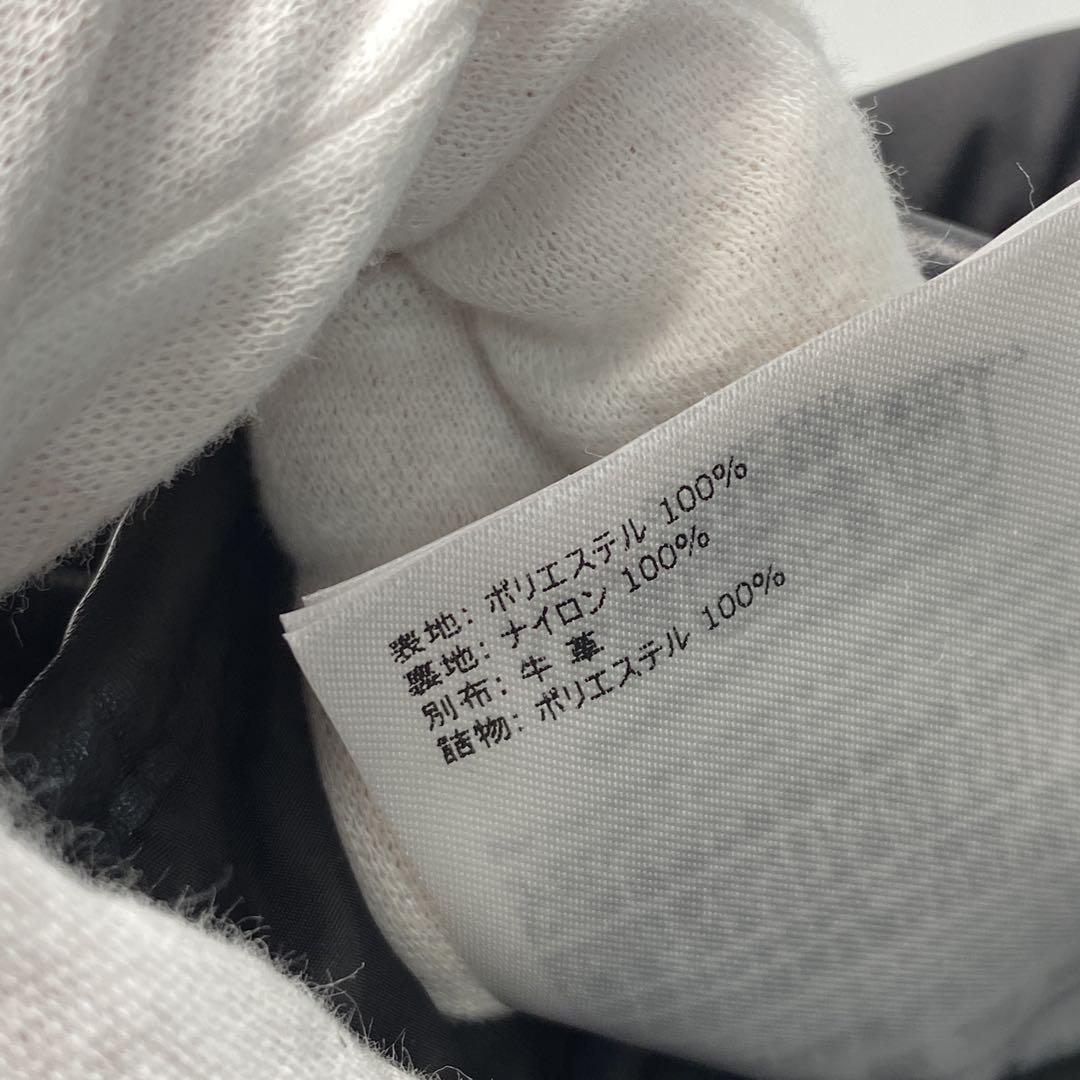 表地: ポリエステル 100%
裏地: ナイロン 100%
別布: 牛 革
詰物: ポリエステル 100%